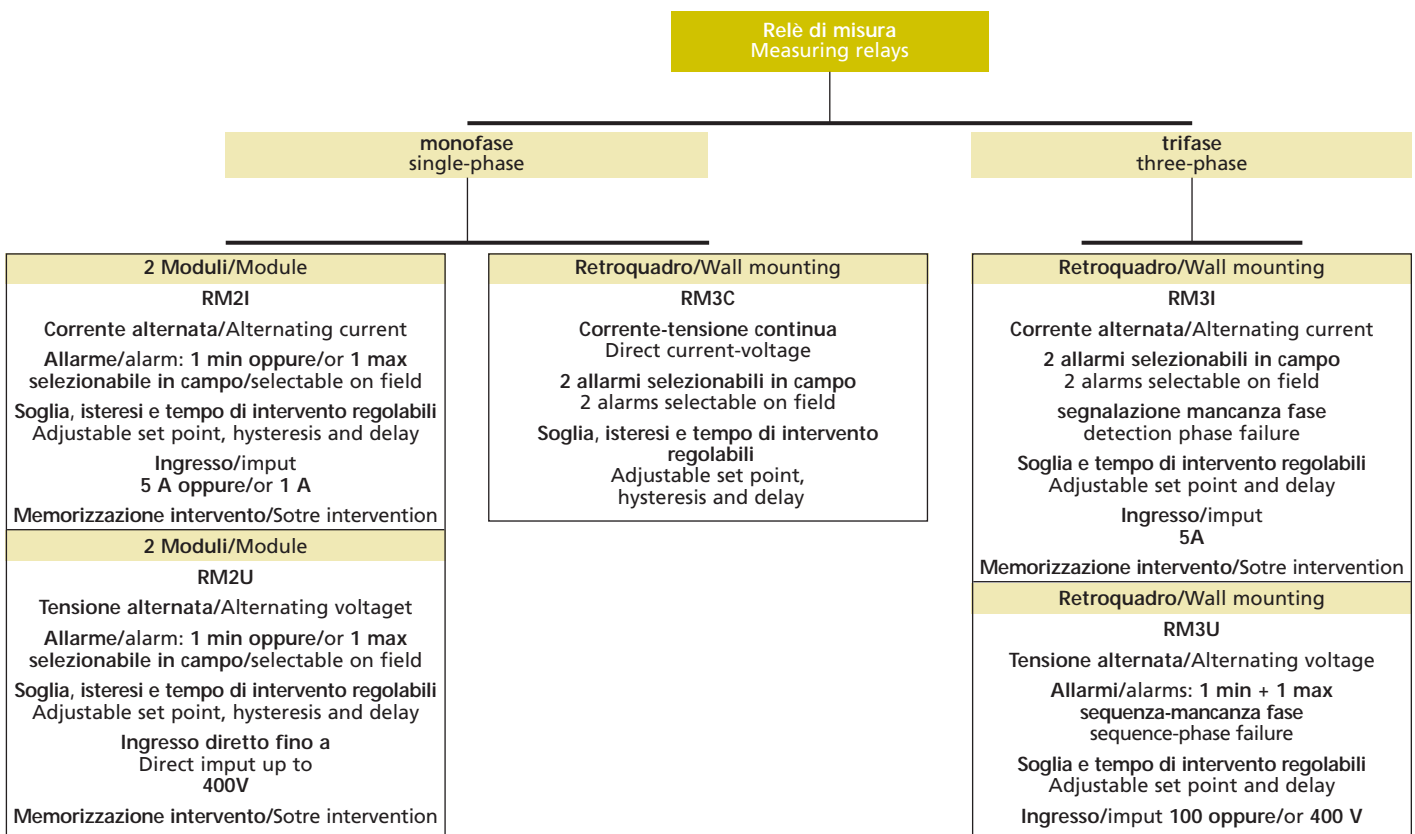 Relè di misura
Measuring relays
monofase
single-phase
trifase
three-phase
2 Moduli/Module
RM2I
Corrente alternata/Alternating current
Allarme/alarm: 1 min oppure/or 1 max
selezionabile in campo/selectable on field
Soglia, isteresi e tempo di intervento regolabili
Adjustable set point, hysteresis and delay
Ingresso/imput
5 A oppure/or 1 A
Memorizzazione intervento/Sotre intervention
2 Moduli/Module
RM2U
Tensione alternata/Alternating voltaget
Allarme/alarm: 1 min oppure/or 1 max
selezionabile in campo/selectable on field
Soglia, isteresi e tempo di intervento regolabili
Adjustable set point, hysteresis and delay
Ingresso diretto fino a
Direct imput up to
400V
Memorizzazione intervento/Sotre intervention
Retroquadro/Wall mounting
RM3C
Corrente-tensione continua
Direct current-voltage
2 allarmi selezionabili in campo
2 alarms selectable on field
Soglia, isteresi e tempo di intervento
regolabili
Adjustable set point,
hysteresis and delay
Retroquadro/Wall mounting
RM3I
Corrente alternata/Alternating current
2 allarmi selezionabili in campo
2 alarms selectable on field
segnalazione mancanza fase
detection phase failure
Soglia e tempo di intervento regolabili
Adjustable set point and delay
Ingresso/imput
5A
Memorizzazione intervento/Sotre intervention
Retroquadro/Wall mounting
RM3U
Tensione alternata/Alternating voltage
Allarmi/alarms: 1 min + 1 max
sequenza-mancanza fase
sequence-phase failure
Soglia e tempo di intervento regolabili
Adjustable set point and delay
Ingresso/imput 100 oppure/or 400 V